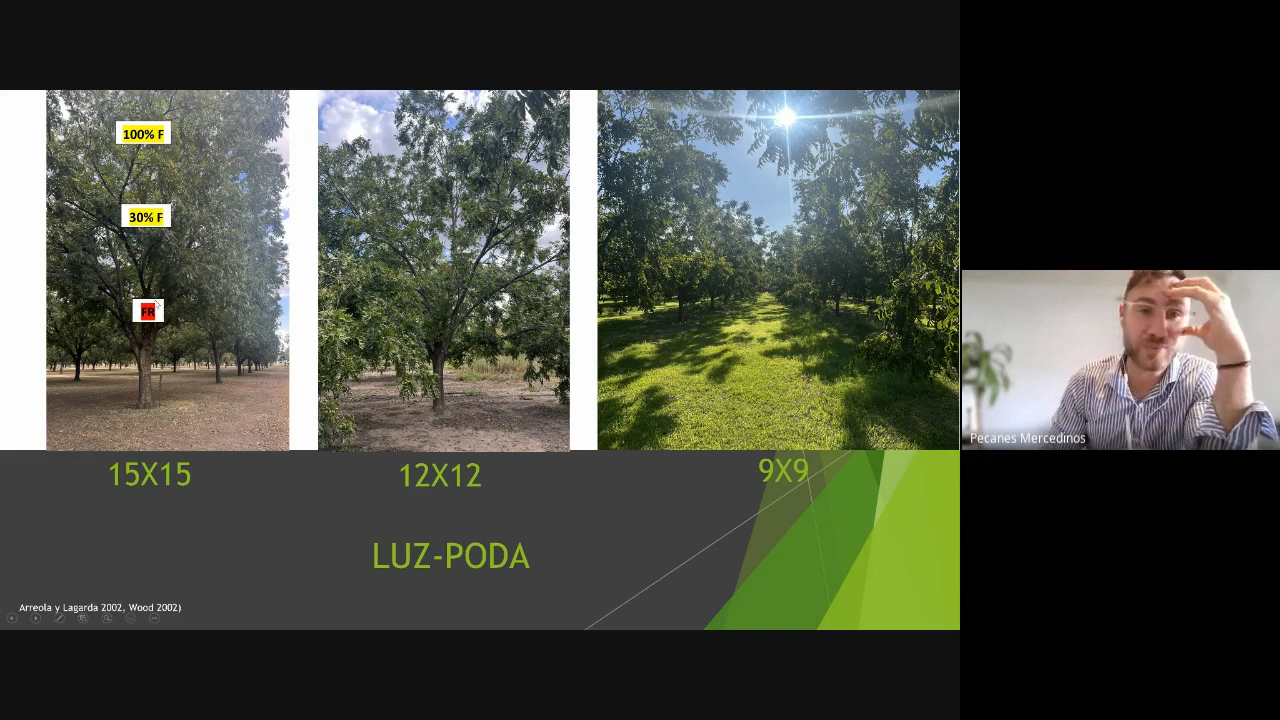 100% F
30% F
FR
15X15
12X12
9X9
LUZ-PODA
Arreola y Lagarda 2002, Wood 2002)
Pecanes Mercedinos